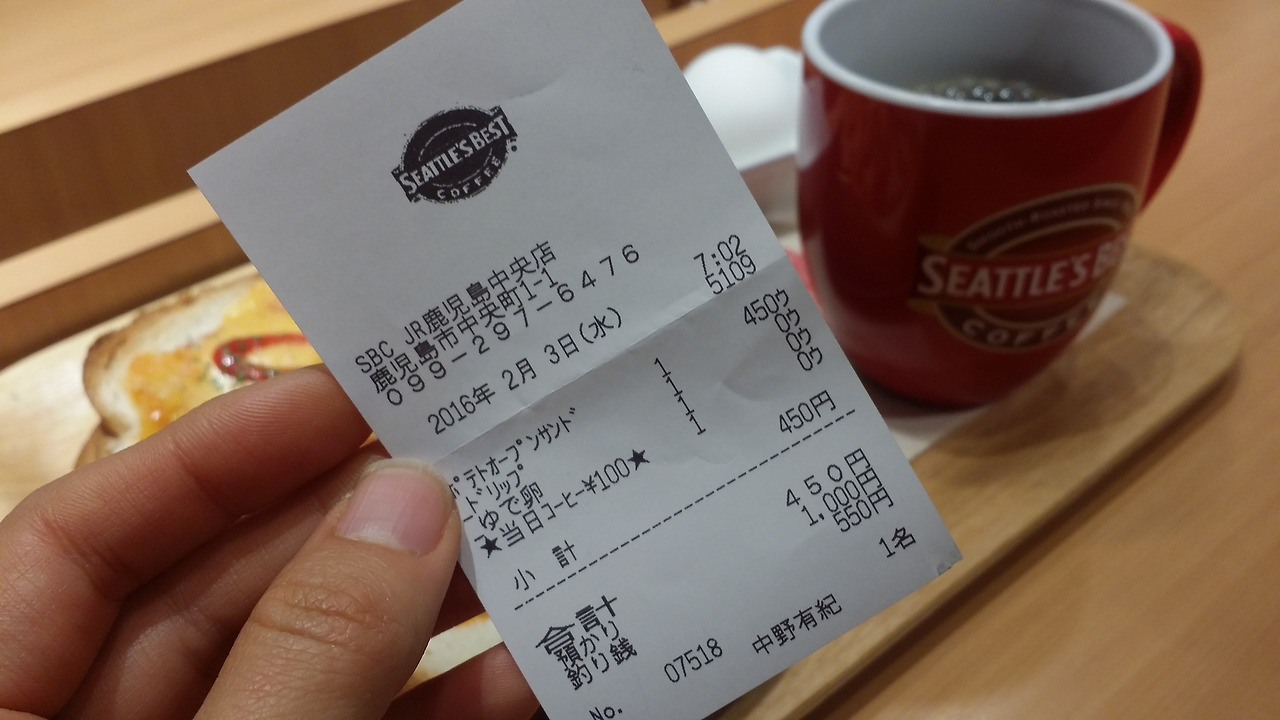 SEATTLE'S BEST
COFFEE
SBC JR鹿児島中央店
鹿児島市中央町1-1
099-297-6476
2016年 2月 3日(水) 7:02
5109
ポテトオープンサンド 1 450ウ
ドリップ 1 0ウ
ゆで卵 1 0ウ
★当日コーヒー¥100★ 1 0ウ
小 計 450円
合計 450円
預かり 1,000円
釣り銭 550円
1名
No. 07518 中野有紀
SEATTLE'S
COFFEE